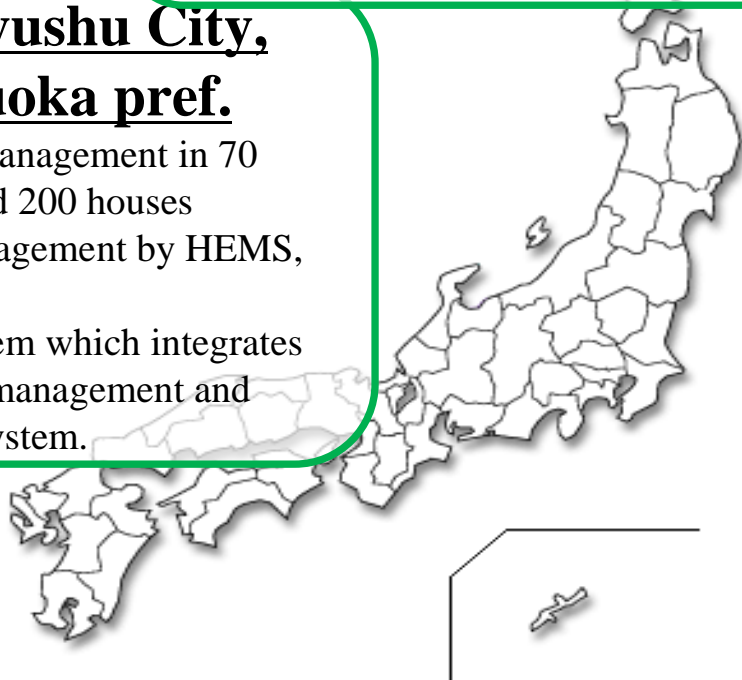 yushu City,
uoka pref.
anagement in 70
d 200 houses
agement by HEMS,
em which integrates
management and
ystem.